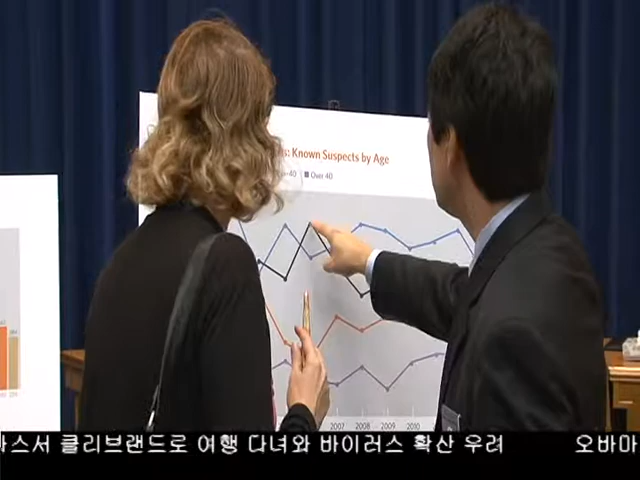 : Known Suspects by Age
-40 Over 40
2007 2008 2009 2010
스서 클리브랜드로 여행 다녀와 바이러스 확산 우려 오바마